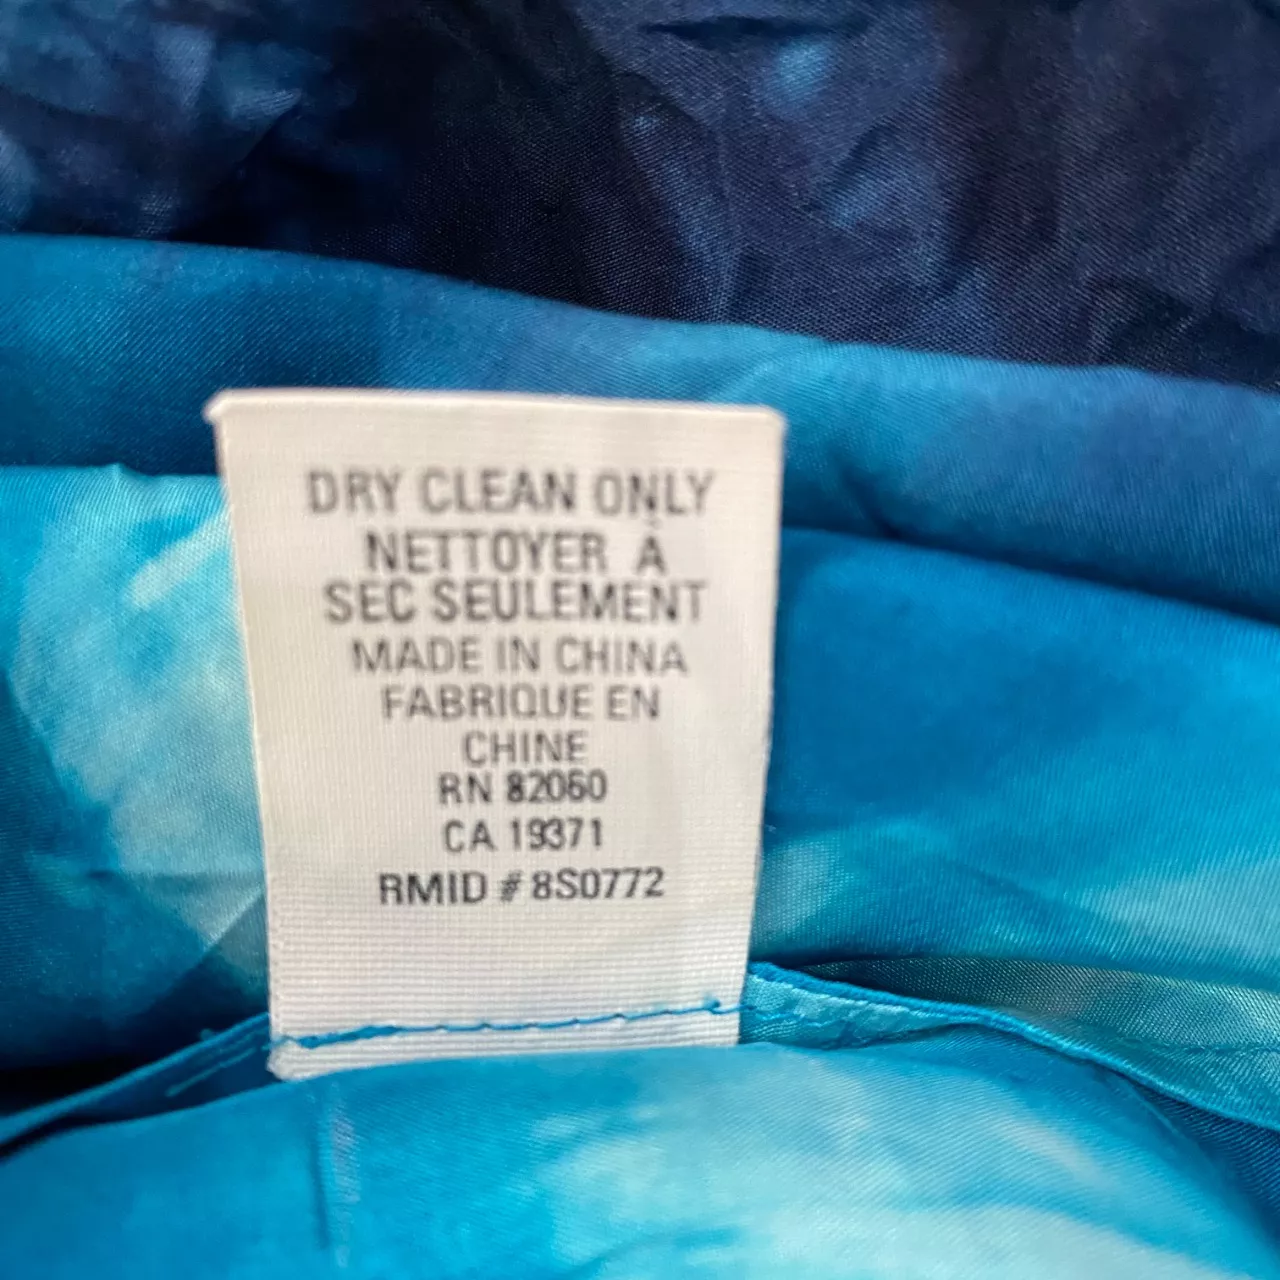 DRY CLEAN ONLY
NETTOYER À
SEC SEULEMENT
MADE IN CHINA
FABRIQUE EN
CHINE
RN 82060
CA 19371
RMID # 8S0772